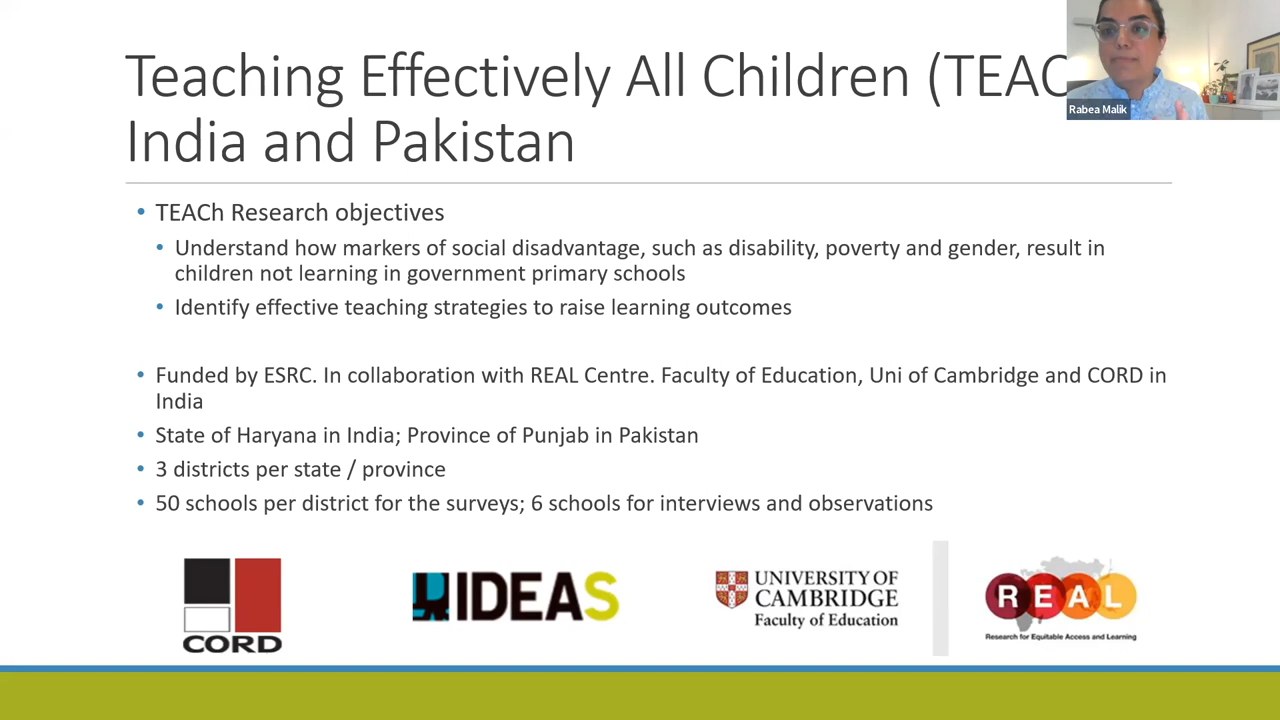 Teaching Effectively All Children (TEAC
India and Pakistan
Rabea Malik
• TEACh Research objectives
• Understand how markers of social disadvantage, such as disability, poverty and gender, result in
children not learning in government primary schools
• Identify effective teaching strategies to raise learning outcomes
• Funded by ESRC. In collaboration with REAL Centre. Faculty of Education, Uni of Cambridge and CORD in
India
• State of Haryana in India; Province of Punjab in Pakistan
• 3 districts per state / province
• 50 schools per district for the surveys; 6 schools for interviews and observations
CORD
IDEAS
UNIVERSITY OF
CAMBRIDGE
Faculty of Education
REAL
Research for Equitable Access and Learning